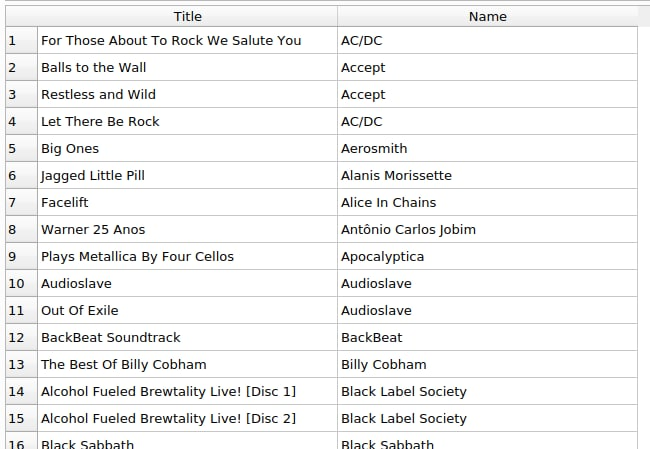 Title Name
1 For Those About To Rock We Salute You AC/DC
2 Balls to the Wall Accept
3 Restless and Wild Accept
4 Let There Be Rock AC/DC
5 Big Ones Aerosmith
6 Jagged Little Pill Alanis Morissette
7 Facelift Alice In Chains
8 Warner 25 Anos Antônio Carlos Jobim
9 Plays Metallica By Four Cellos Apocalyptica
10 Audioslave Audioslave
11 Out Of Exile Audioslave
12 BackBeat Soundtrack BackBeat
13 The Best Of Billy Cobham Billy Cobham
14 Alcohol Fueled Brewtality Live! [Disc 1] Black Label Society
15 Alcohol Fueled Brewtality Live! [Disc 2] Black Label Society
16 Black Sabbath Black Sabbath